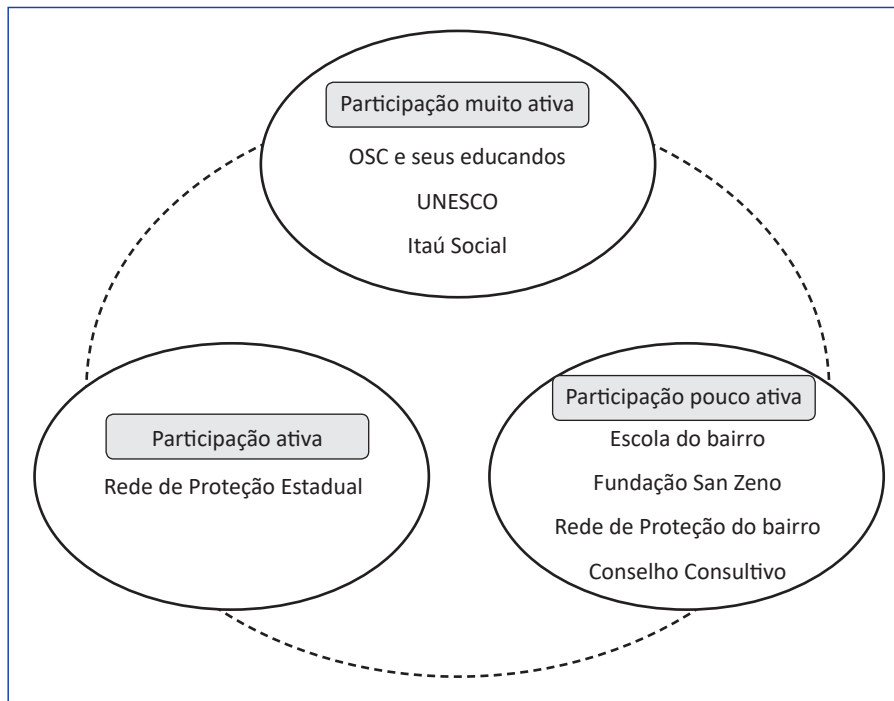 Participação muito ativa
OSC e seus educandos
UNESCO
Itaú Social
Participação ativa
Rede de Proteção Estadual
Participação pouco ativa
Escola do bairro
Fundação San Zeno
Rede de Proteção do bairro
Conselho Consultivo